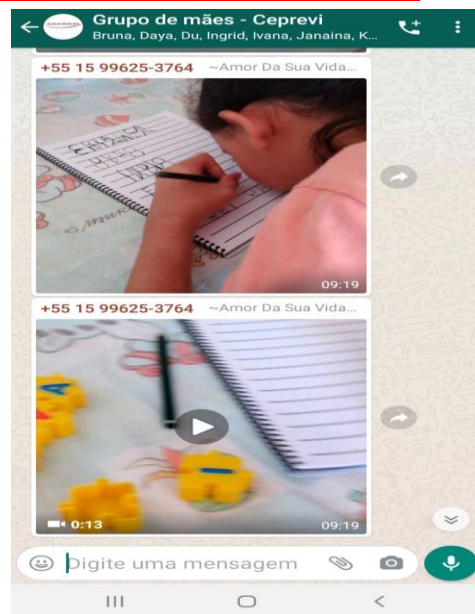 Grupo de mães - Ceprevi
Bruna, Daya, Du, Ingrid, Ivana, Janaina, K...
+55 15 99625-3764 ~Amor Da Sua Vida...
09:19
+55 15 99625-3764 ~Amor Da Sua Vida...
A
0:13
09:19
Digite uma mensagem